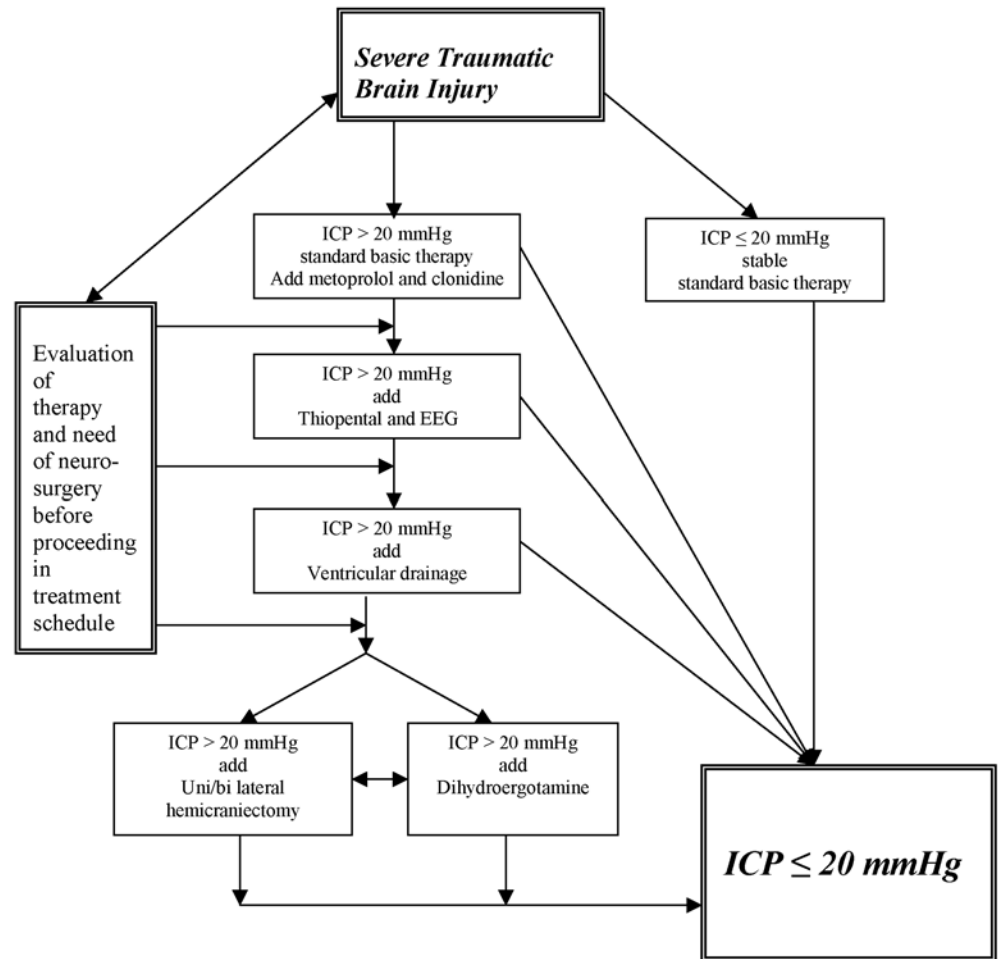 Severe Traumatic
Brain Injury
ICP > 20 mmHg
standard basic therapy
Add metoprolol and clonidine
ICP ≤ 20 mmHg
stable
standard basic therapy
Evaluation
of
therapy
and need
of neuro-
surgery
before
proceeding
in
treatment
schedule
ICP > 20 mmHg
add
Thiopental and EEG
ICP > 20 mmHg
add
Ventricular drainage
ICP > 20 mmHg
add
Uni/bi lateral
hemicraniectomy
ICP > 20 mmHg
add
Dihydroergotamine
ICP ≤ 20 mmHg